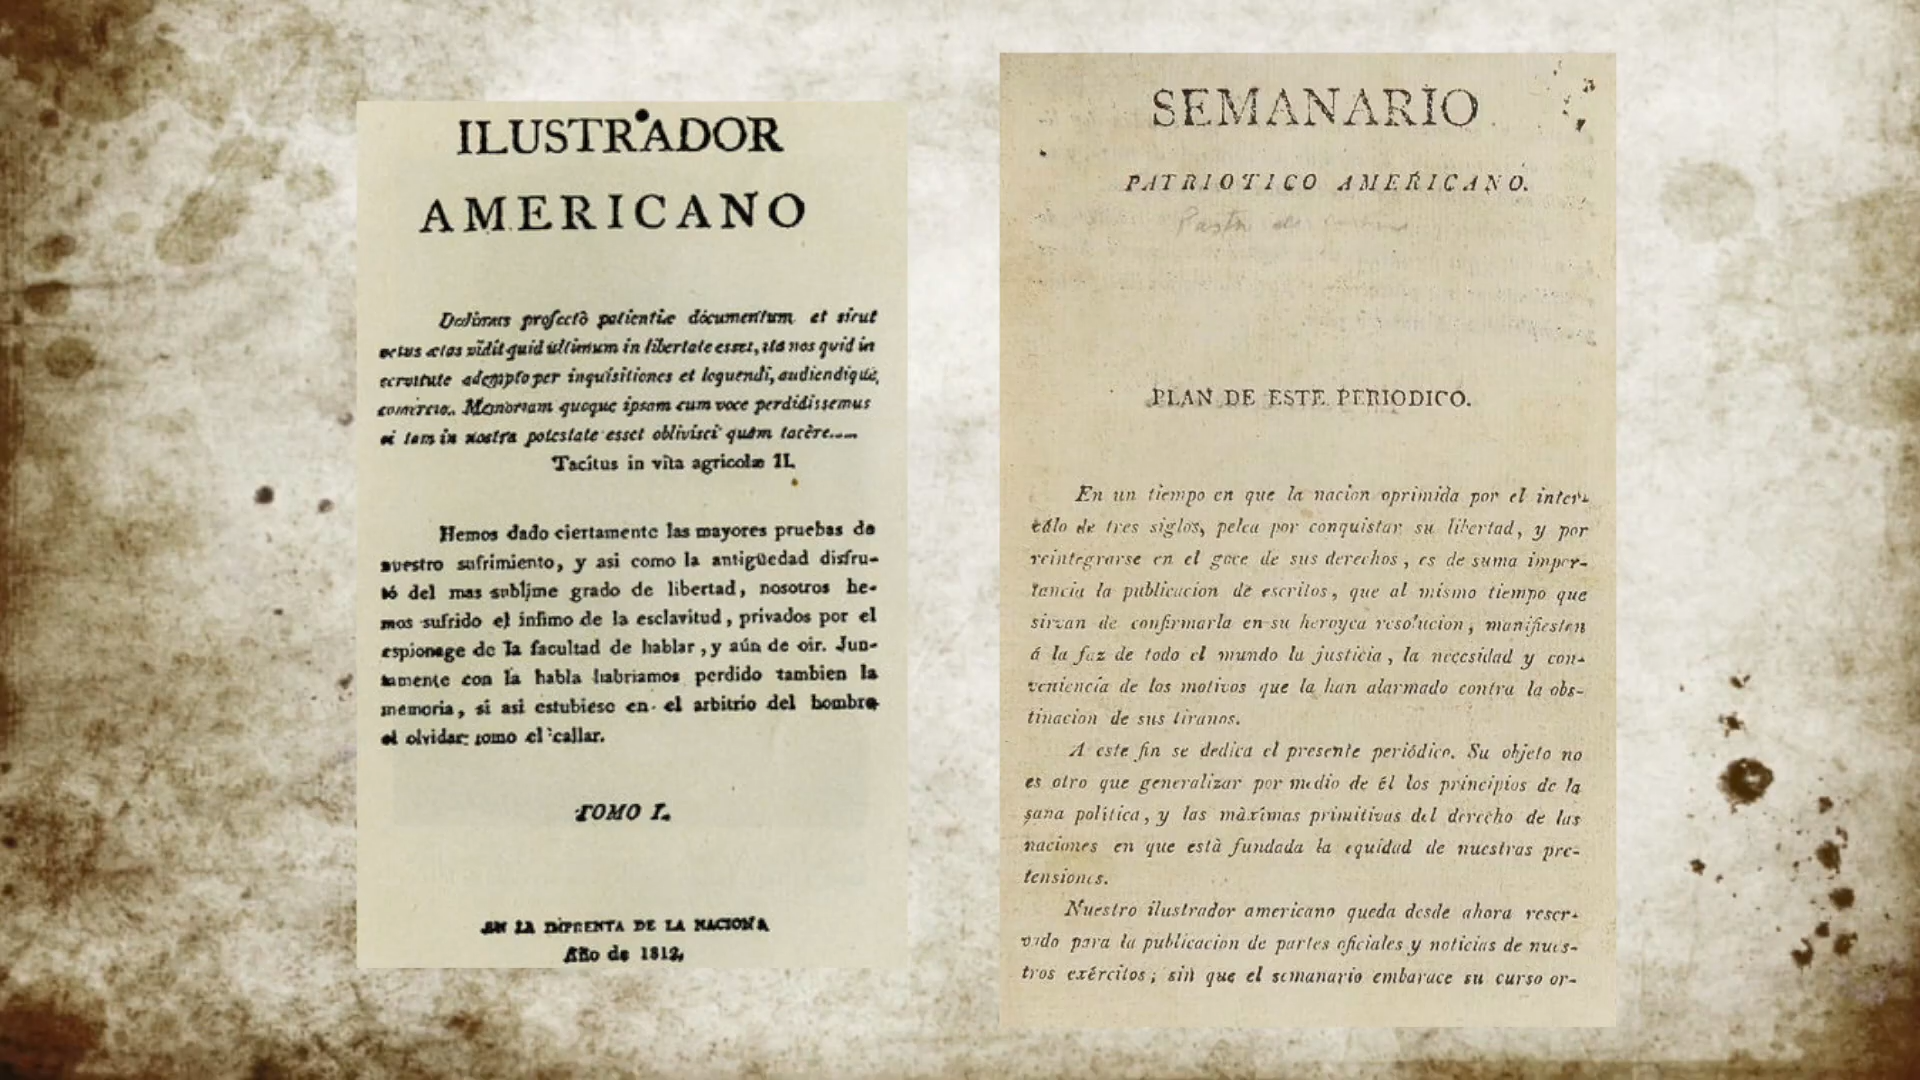 ILUSTRADOR
AMERICANO
profectò patientiæ documentum et sicut
vetus ætas vidit quid ultimum in libertate esset, ita nos quid in
servitute adempto per inquisitiones et loquendi, audiendique,
comercio. Memoriam quoque ipsam cum voce perdidissemus
si tam in nostra potestate esset oblivisci quàm tacère....
Tacitus in vita agricolæ II.
Hemos dado ciertamente las mayores pruebas de
nuestro sufrimiento, y asi como la antigüedad disfru-
tó del mas sublime grado de libertad, nosotros he-
mos sufrido el infimo de la esclavitud, privados por el
espionage de la facultad de hablar, y aún de oir. Jun-
tamente con la habla habriamos perdido tambien la
memoria, si asi estubiese en el arbitrio del hombre
el olvidar como el callar.
TOMO I.
EN LA IMPRENTA DE LA
Año de 1812.
SEMANARIO
PATRIOTICO AMERICANO.
PLAN DE ESTE PERIODICO.
En un tiempo en que la nacion oprimida por el inter-
válo de tres siglos, pelea por conquistar su libertad, y por
reintegrarse en el goce de sus derechos, es de suma impor-
tancia la publicacion de escritos, que al mismo tiempo que
sirvan de confirmarla en su heroyca resolucion, manifiesten
á la faz de todo el mundo la justicia, la necesidad y con-
veniencia de los motivos que la han alarmado contra la obs-
tinacion de sus tiranos.
A este fin se dedica el presente periódico. Su objeto no
es otro que generalizar por medio de él los principios de la
sana politica, y las màximas primitivas del derecho de las
naciones en que està fundada la equidad de nuestras pre-
tensiones.
Nuestro ilustrador americano queda desde ahora reser-
vado para la publicacion de partes oficiales y noticias de nues-
tros exércitos; sin que el semanario embarace su curso or-